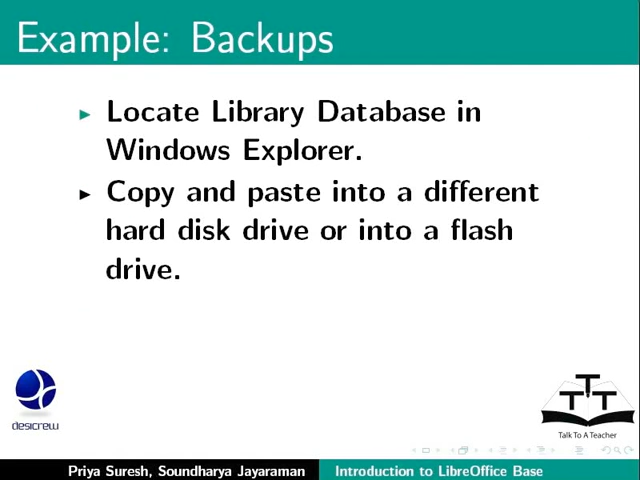 Example: Backups
Locate Library Database in
Windows Explorer.
Copy and paste into a different
hard disk drive or into a flash
drive.
desicrew
T T T
Talk To A Teacher
Priya Suresh, Soundharya Jayaraman
Introduction to LibreOffice Base